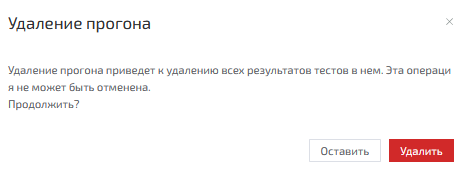 Удаление прогона
Удаление прогона приведет к удалению всех результатов тестов в нем. Эта операци
я не может быть отменена.
Продолжить?
Оставить
Удалить